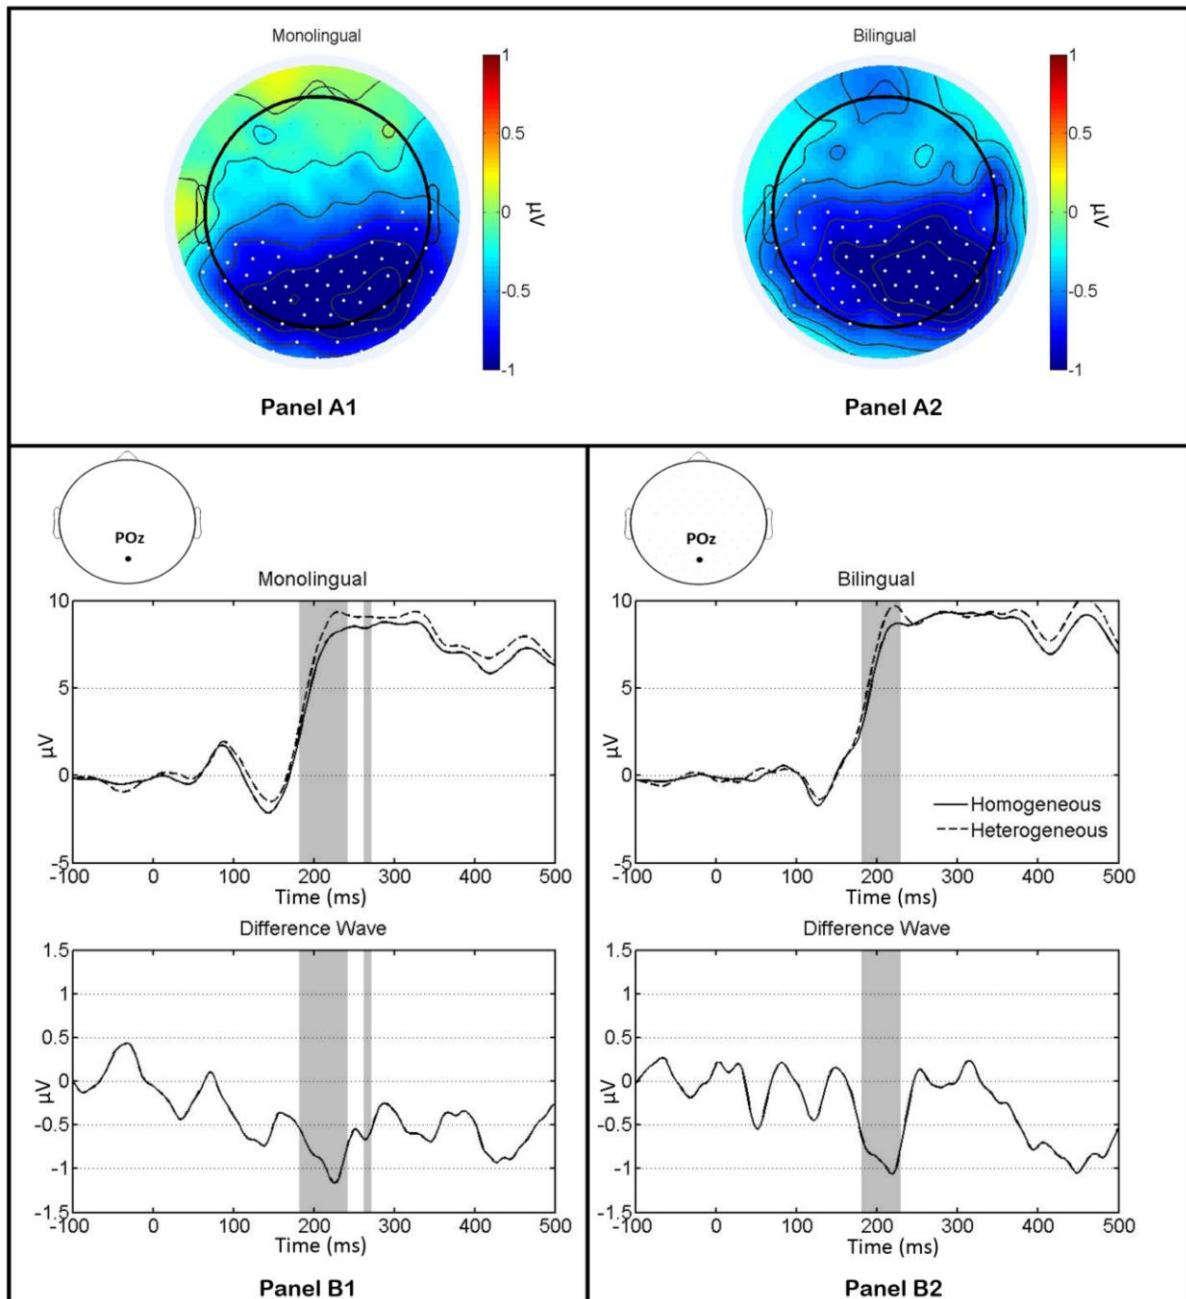 Monolingual
1
0.5
0
-0.5
-1
μV
Panel A1
Bilingual
1
0.5
0
-0.5
-1
μV
Panel A2
POz
Monolingual
10
5
0
-5
μV
-100 0 100 200 300 400 500
Time (ms)
Difference Wave
1.5
1
0.5
0
-0.5
-1
-1.5
μV
-100 0 100 200 300 400 500
Time (ms)
Panel B1
POz
Bilingual
10
5
0
-5
μV
Homogeneous
Heterogeneous
-100 0 100 200 300 400 500
Time (ms)
Difference Wave
1.5
1
0.5
0
-0.5
-1
-1.5
μV
-100 0 100 200 300 400 500
Time (ms)
Panel B2